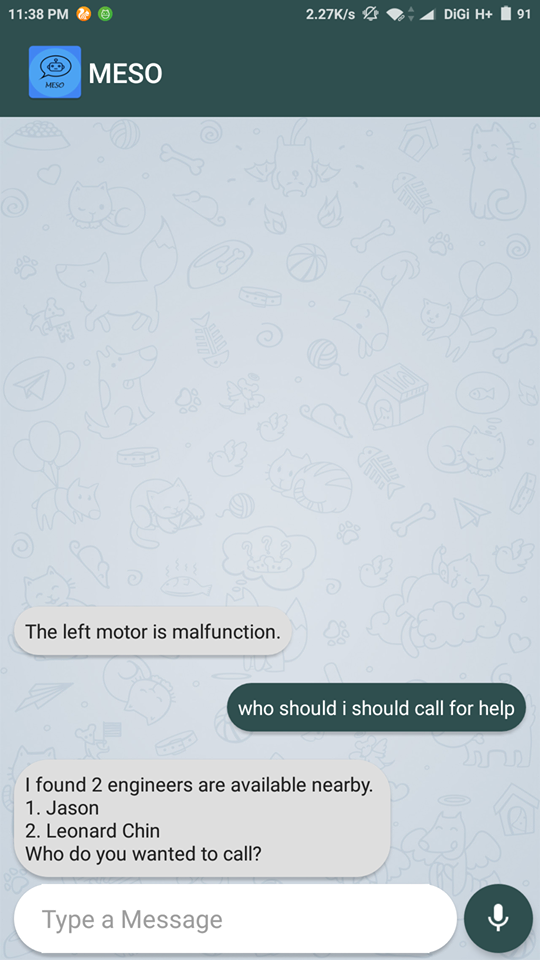 11:38 PM 2.27K/s DiGi H+ 91
MESO
MESO
The left motor is malfunction.
who should i should call for help
I found 2 engineers are available nearby.
1. Jason
2. Leonard Chin
Who do you wanted to call?
Type a Message